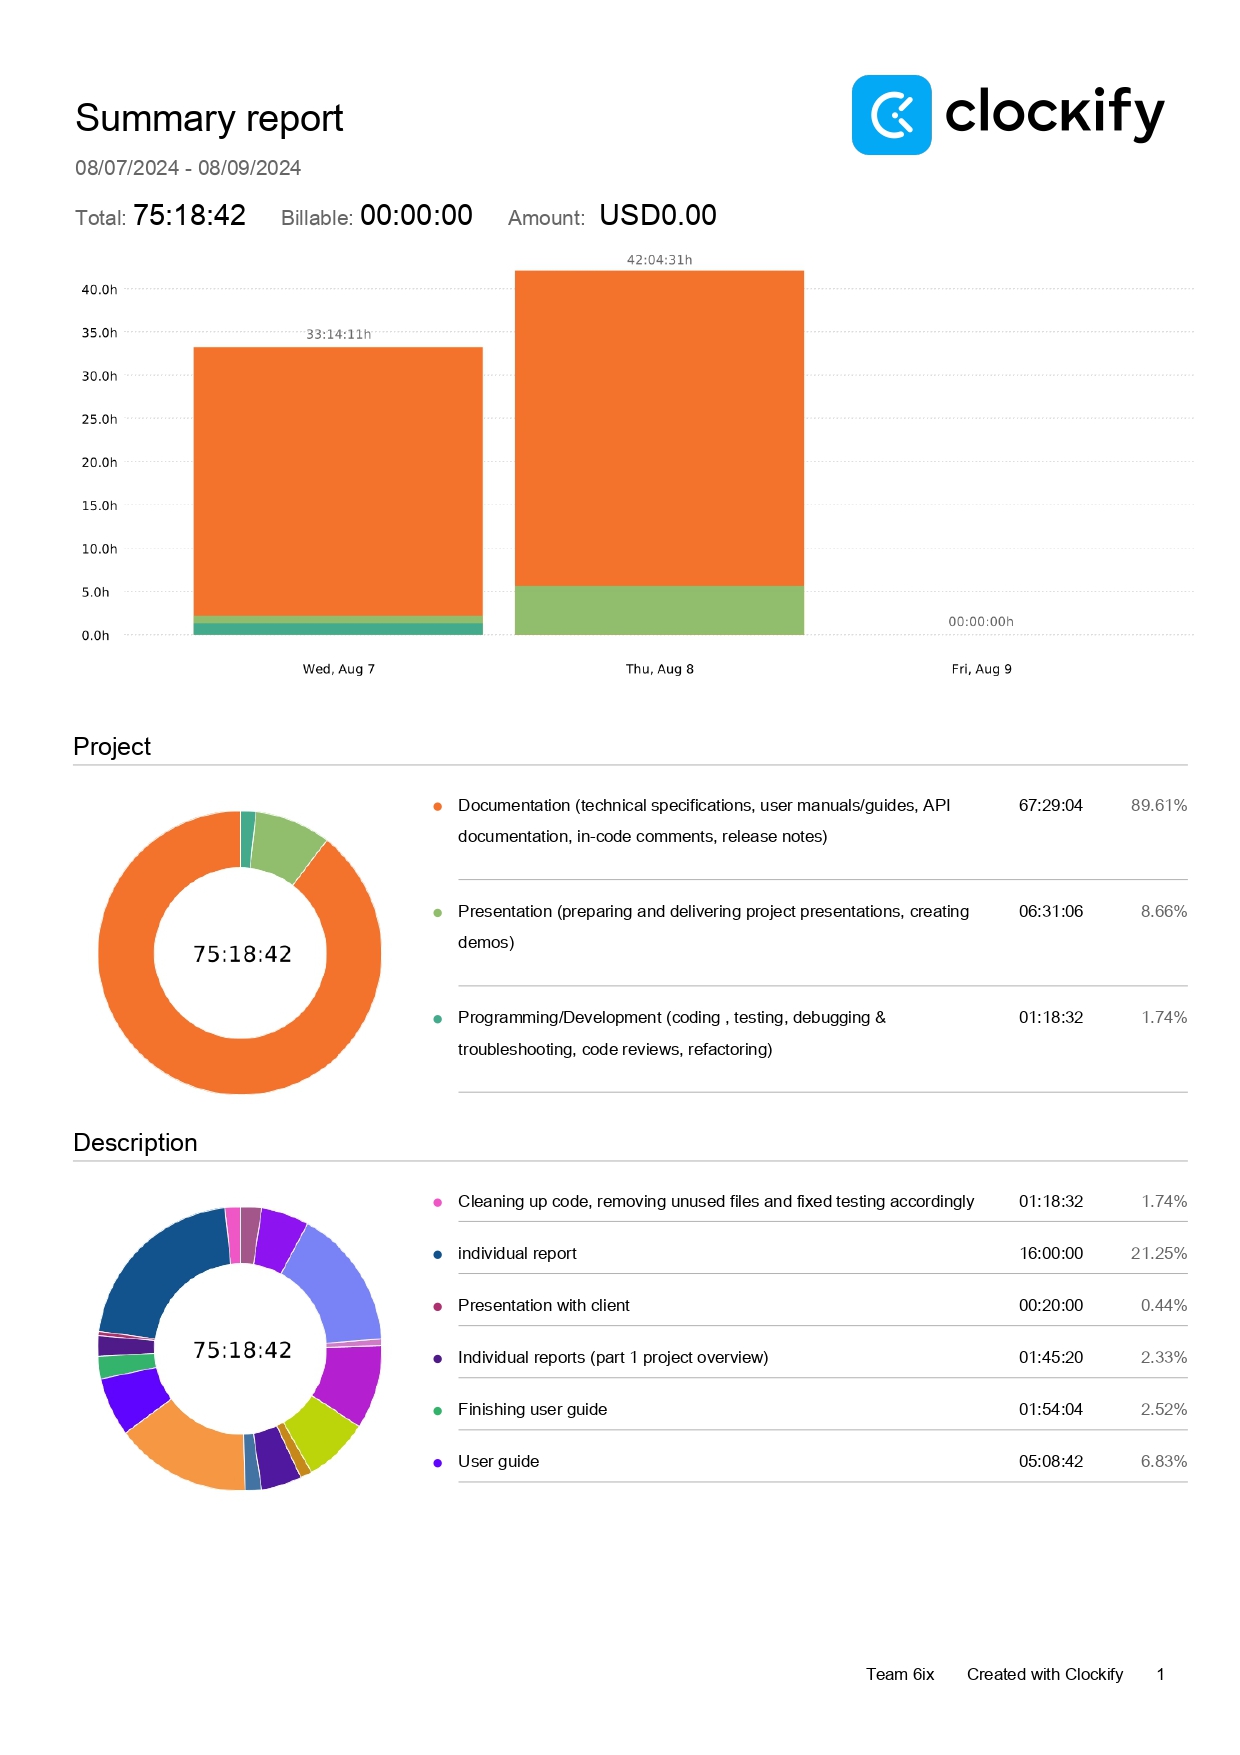 Summary report
clockify
08/07/2024 - 08/09/2024
Total: 75:18:42 Billable: 00:00:00 Amount: USD0.00
42:04:31h
40.0h
35.0h
33:14:11h
30.0h
25.0h
20.0h
15.0h
10.0h
5.0h
00:00:00h
0.0h
Wed, Aug 7 Thu, Aug 8 Fri, Aug 9
Project
Documentation (technical specifications, user manuals/guides, API 67:29:04 89.61%
documentation, in-code comments, release notes)
Presentation (preparing and delivering project presentations, creating 06:31:06 8.66%
demos)
75:18:42
Programming/Development (coding , testing, debugging & 01:18:32 1.74%
troubleshooting, code reviews, refactoring)
Description
Cleaning up code, removing unused files and fixed testing accordingly 01:18:32 1.74%
individual report 16:00:00 21.25%
Presentation with client 00:20:00 0.44%
75:18:42
Individual reports (part 1 project overview) 01:45:20 2.33%
Finishing user guide 01:54:04 2.52%
User guide 05:08:42 6.83%
Team 6ix Created with Clockify 1